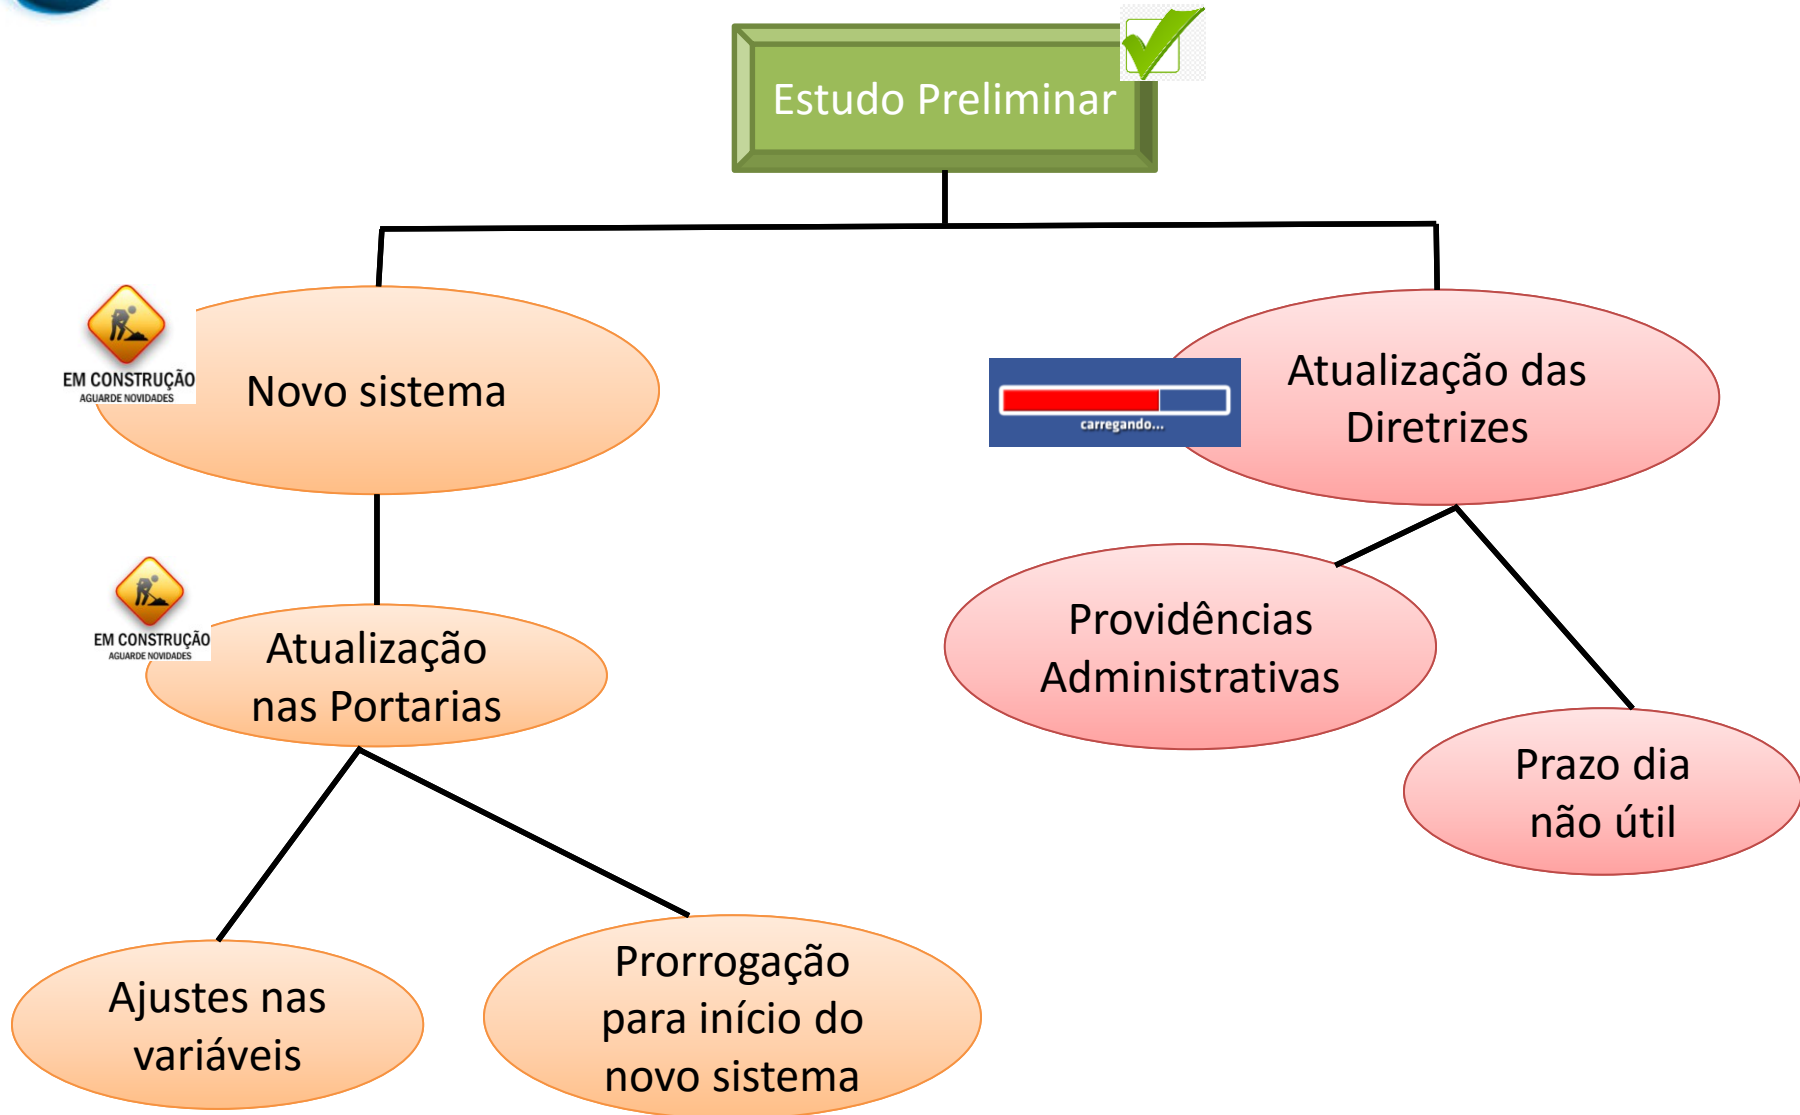 Estudo Preliminar
EM CONSTRUÇÃO
AGUARDE NOVIDADES
Novo sistema
carregando...
Atualização das
Diretrizes
EM CONSTRUÇÃO
AGUARDE NOVIDADES
Atualização
nas Portarias
Providências
Administrativas
Prazo dia
não útil
Ajustes nas
variáveis
Prorrogação
para início do
novo sistema